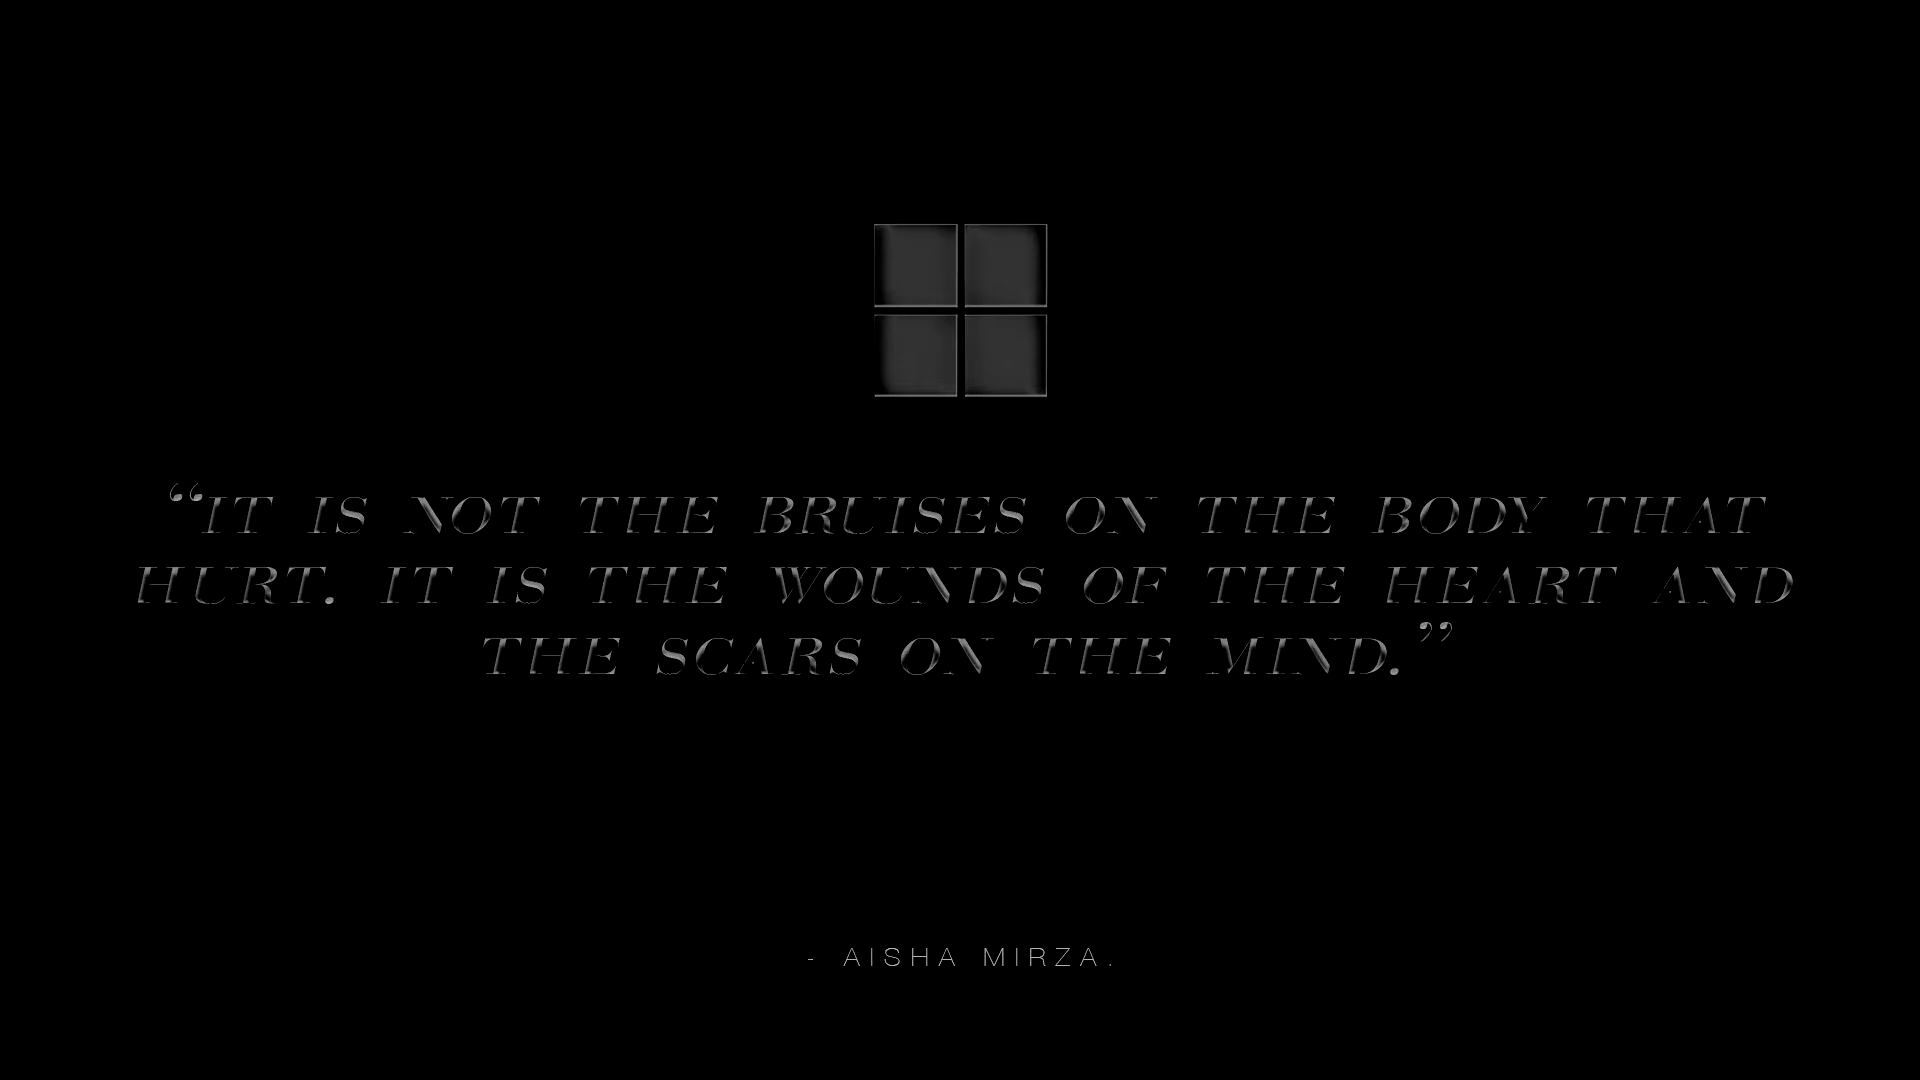 “IT IS NOT THE BRUISES ON THE BODY THAT
HURT. IT IS THE WOUNDS OF THE HEART AND
THE SCARS ON THE MIND.”
- AISHA MIRZA.